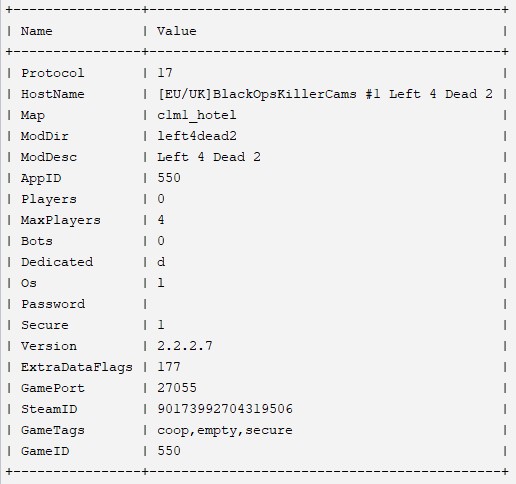 +---------------+-----------------------------------------+
| Name | Value |
+---------------+-----------------------------------------+
| Protocol | 17 |
| HostName | [EU/UK]BlackOpsKillerCams #1 Left 4 Dead 2 |
| Map | c1m1_hotel |
| ModDir | left4dead2 |
| ModDesc | Left 4 Dead 2 |
| AppID | 550 |
| Players | 0 |
| MaxPlayers | 4 |
| Bots | 0 |
| Dedicated | d |
| Os | l |
| Password | |
| Secure | 1 |
| Version | 2.2.2.7 |
| ExtraDataFlags | 177 |
| GamePort | 27055 |
| SteamID | 90173992704319506 |
| GameTags | coop,empty,secure |
| GameID | 550 |
+---------------+-----------------------------------------+